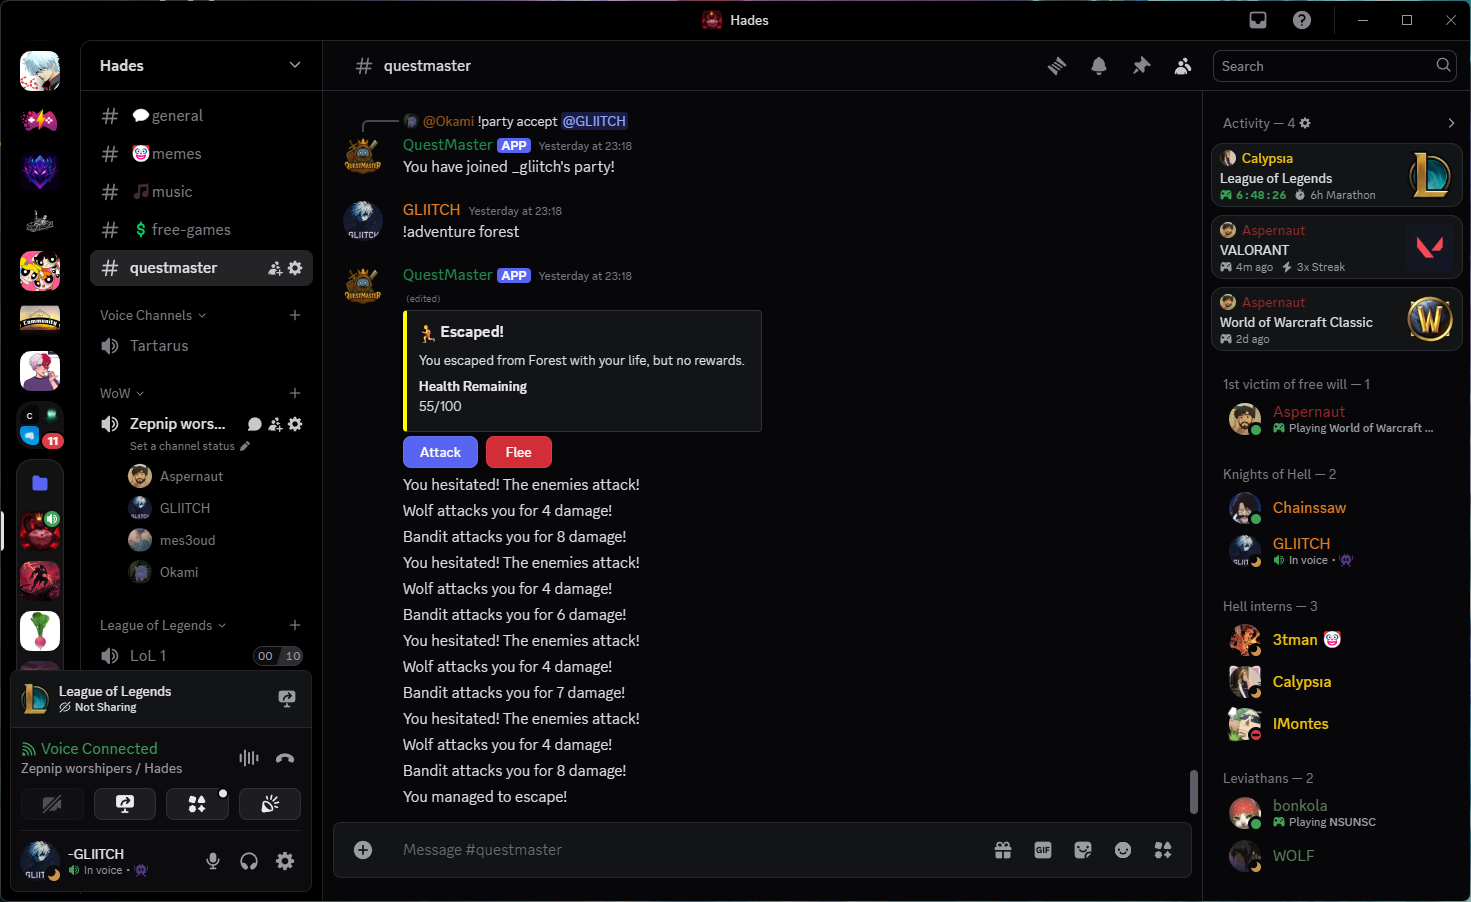 Hades
Hades
general
memes
music
free-games
questmaster
Voice Channels
Tartarus
WoW
Zepnip wors...
Set a channel status
Aspernaut
GLIITCH
mes3oud
Okami
League of Legends
LoL 1
00 10
11
League of Legends
Not Sharing
Voice Connected
Zepnip worshipers / Hades
-GLIITCH
In voice •
questmaster
Search
@Okami !party accept @GLIITCH
QUESTMASTER
QuestMaster APP Yesterday at 23:18
You have joined _gliitch's party!
GLIITCH
GLIITCH Yesterday at 23:18
!adventure forest
QUESTMASTER
QuestMaster APP Yesterday at 23:18
(edited)
Escaped!
You escaped from Forest with your life, but no rewards.
Health Remaining
55/100
Attack Flee
You hesitated! The enemies attack!
Wolf attacks you for 4 damage!
Bandit attacks you for 8 damage!
You hesitated! The enemies attack!
Wolf attacks you for 4 damage!
Bandit attacks you for 6 damage!
You hesitated! The enemies attack!
Wolf attacks you for 4 damage!
Bandit attacks you for 7 damage!
You hesitated! The enemies attack!
Wolf attacks you for 4 damage!
Bandit attacks you for 8 damage!
You managed to escape!
Message #questmaster
GIF
Activity — 4
Calypsıa
League of Legends
6:48:26 6h Marathon
Aspernaut
VALORANT
4m ago 3x Streak
Aspernaut
World of Warcraft Classic
2d ago
1st victim of free will — 1
Aspernaut
Playing World of Warcraft ...
Knights of Hell — 2
Chainssaw
GLIITCH
In voice •
Hell interns — 3
3tman
Calypsıa
IMontes
Leviathans — 2
bonkola
Playing NSUNSC
WOLF